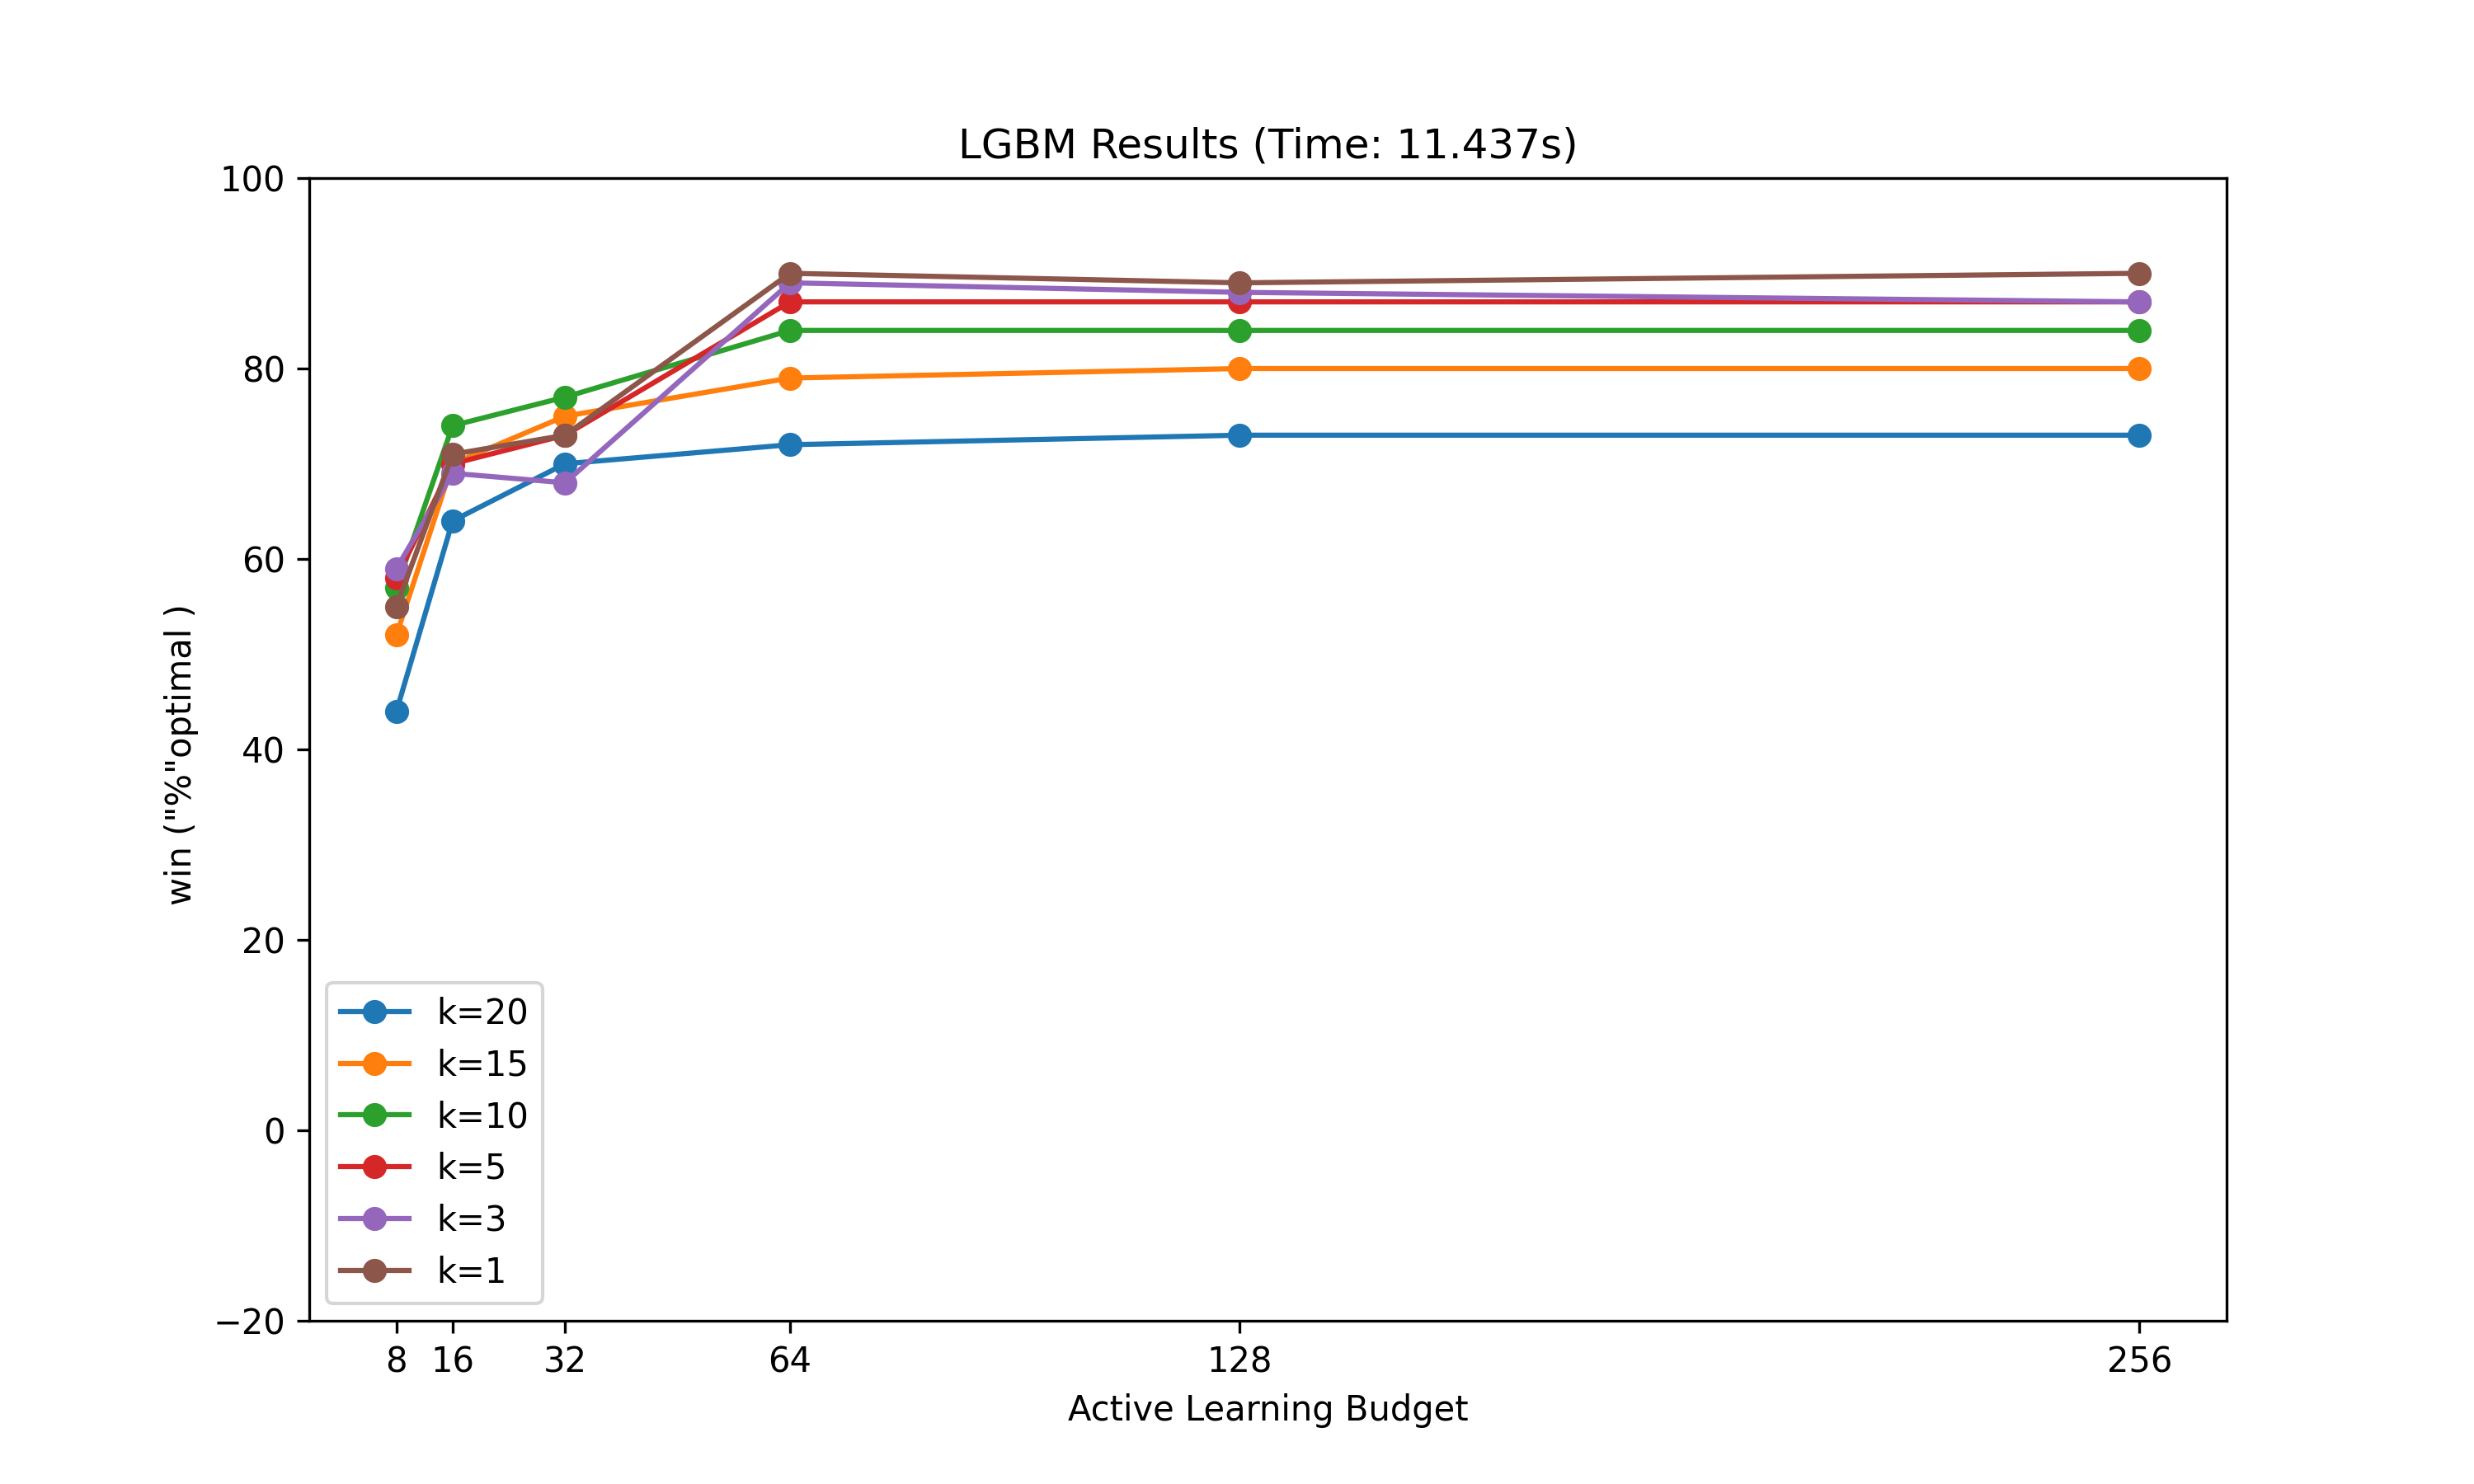 LGBM Results (Time: 11.437s)
100
80
60
40
20
0
−20
win ("%"optimal )
k=20
k=15
k=10
k=5
k=3
k=1
8 16 32 64 128 256
Active Learning Budget